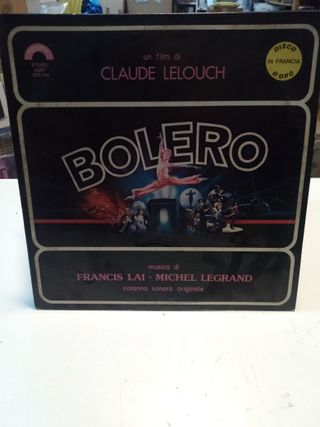 STEREO
un film di
CLAUDE LELOUCH
DISCO
IN FRANCIA
D'ORO
BOLERO
musica di
FRANCIS LAI - MICHEL LEGRAND
colonna sonora originale